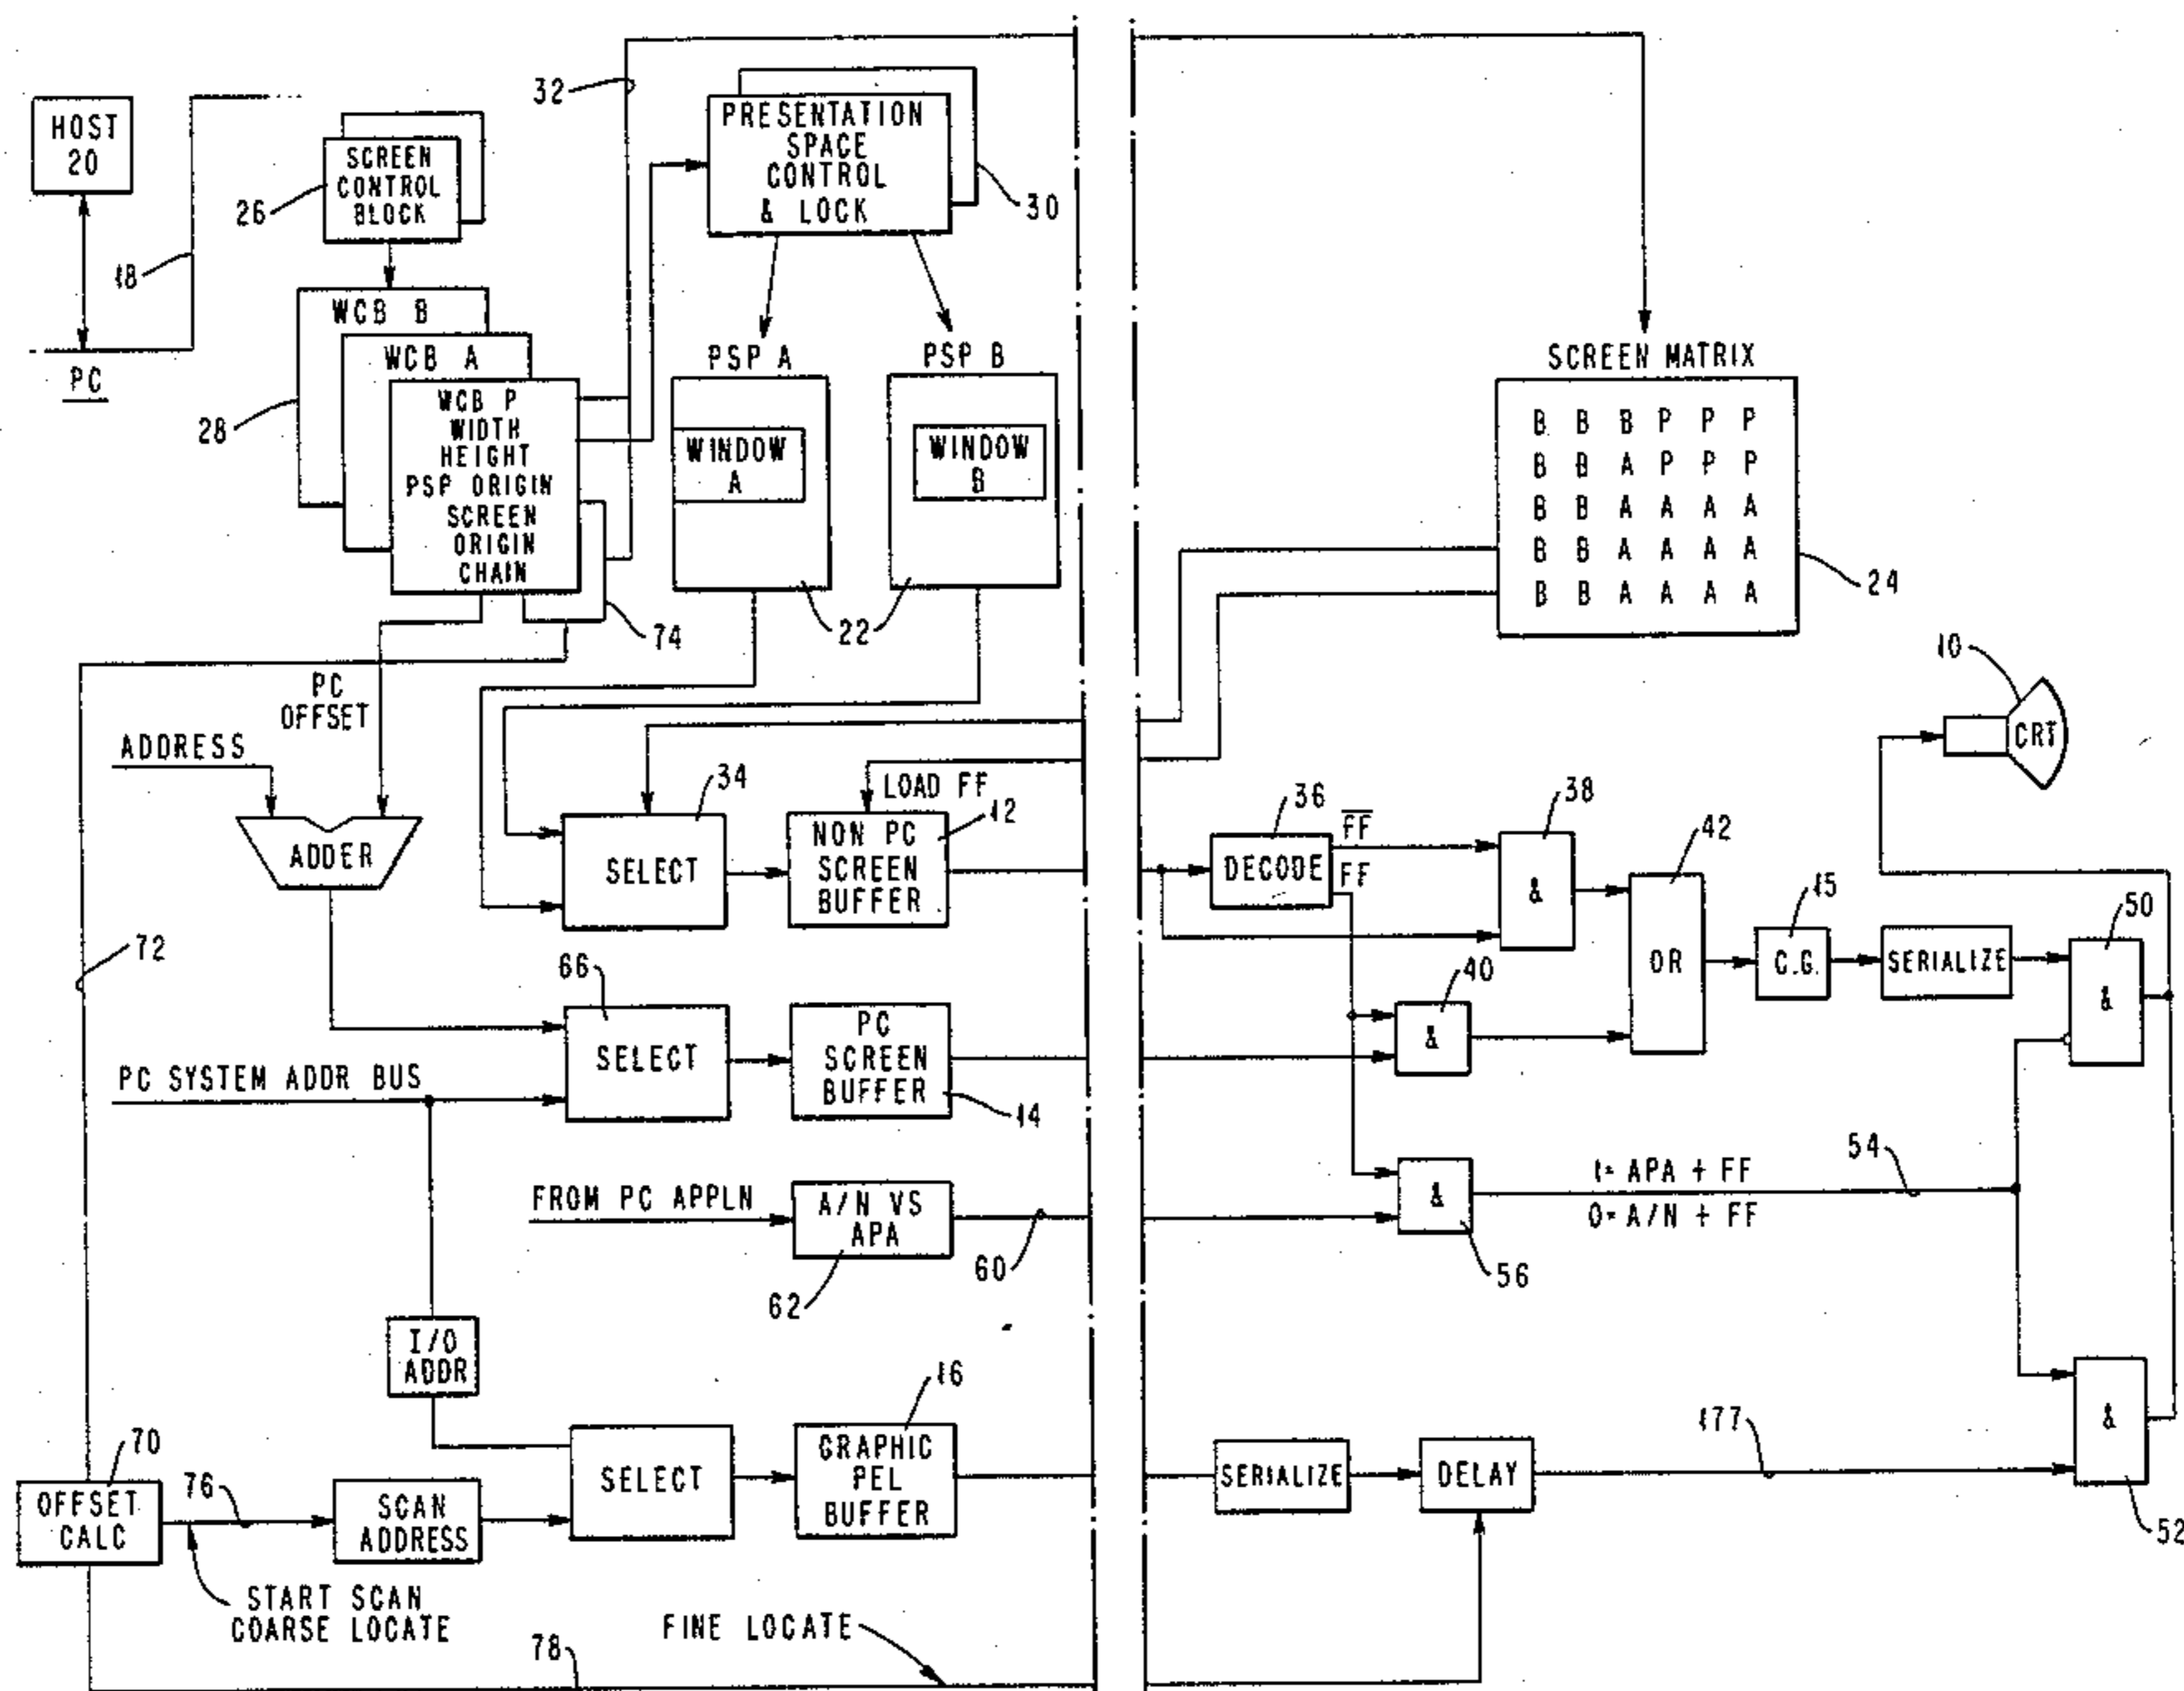 HOST
20
18
PC
SCREEN
CONTROL
BLOCK
26
WCB B
WCB A
28
WCB P
WIDTH
HEIGHT
PSP ORIGIN
SCREEN
ORIGIN
CHAIN
74
32
PRESENTATION
SPACE
CONTROL
& LOCK
30
PSP A
WINDOW
A
PSP B
WINDOW
B
22
SCREEN MATRIX
B B B P P P
B B A P P P
B B A A A A
B B A A A A
B B A A A A
24
10
CRT
PC
OFFSET
ADDRESS
ADDER
34
SELECT
LOAD FF
12
NON PC
SCREEN
BUFFER
36
DECODE
F̅F̅
FF
38
&
42
OR
15
C.G.
SERIALIZE
50
&
72
66
SELECT
PC
SCREEN
BUFFER
14
40
&
PC SYSTEM ADDR BUS
FROM PC APPLN
A/N VS
APA
62
60
&
56
1= APA + FF
0= A/N + FF
54
I/O
ADDR
70
OFFSET
CALC
76
SCAN
ADDRESS
SELECT
16
GRAPHIC
PEL
BUFFER
SERIALIZE
DELAY
177
&
52
START SCAN
COARSE LOCATE
78
FINE LOCATE